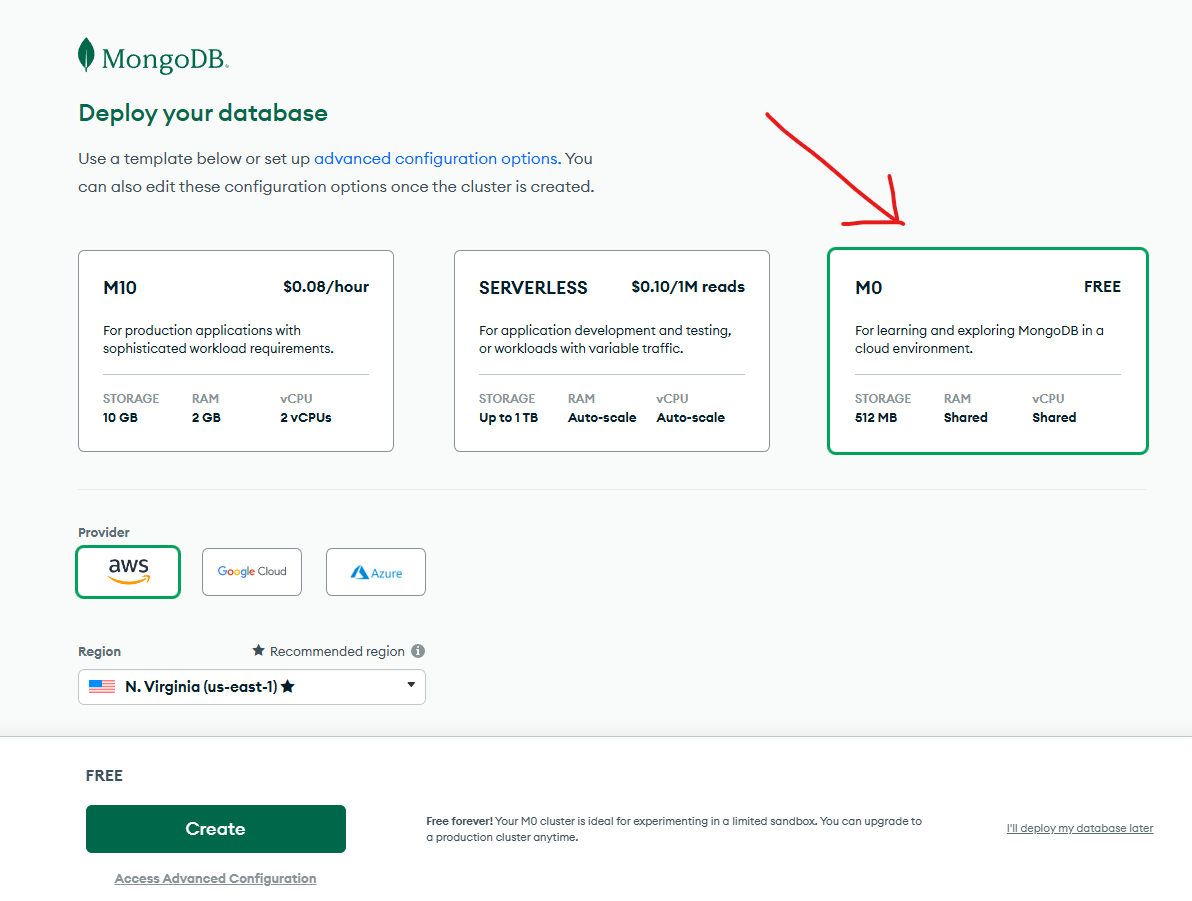 MongoDB.
Deploy your database
Use a template below or set up advanced configuration options. You
can also edit these configuration options once the cluster is created.
M10 $0.08/hour
For production applications with
sophisticated workload requirements.
STORAGE RAM vCPU
10 GB 2 GB 2 vCPUs
SERVERLESS $0.10/1M reads
For application development and testing,
or workloads with variable traffic.
STORAGE RAM vCPU
Up to 1 TB Auto-scale Auto-scale
M0 FREE
For learning and exploring MongoDB in a
cloud environment.
STORAGE RAM vCPU
512 MB Shared Shared
Provider
aws Google Cloud Azure
Region ★ Recommended region i
N. Virginia (us-east-1) ★
FREE
Create
Access Advanced Configuration
Free forever! Your M0 cluster is ideal for experimenting in a limited sandbox. You can upgrade to
a production cluster anytime.
I'll deploy my database later